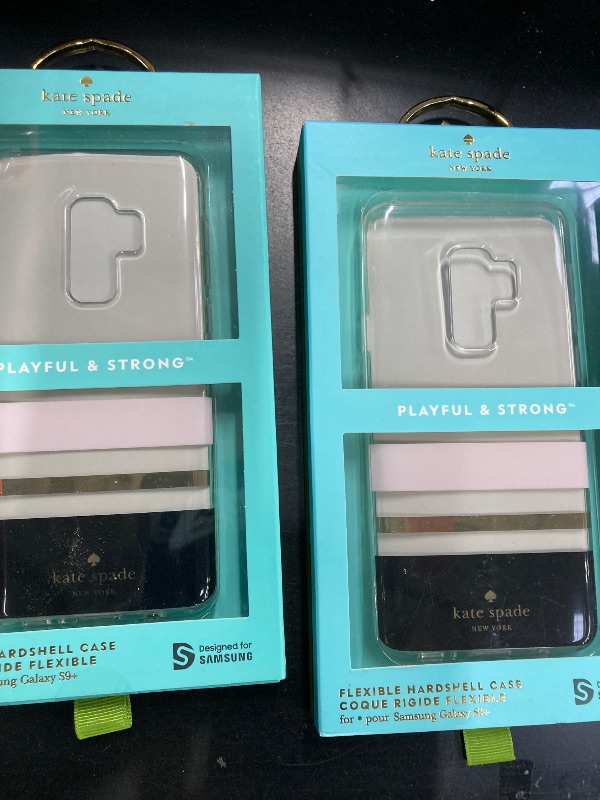 kate spade
NEW YORK
PLAYFUL & STRONG™
kate spade
NEW YORK
HARDSHELL CASE
FLEXIBLE
Galaxy S9+
Designed for
SAMSUNG
kate spade
NEW YORK
PLAYFUL & STRONG™
kate spade
NEW YORK
FLEXIBLE HARDSHELL CASE
COQUE RIGIDE FLEXIBLE
for • pour Samsung Galaxy S9+